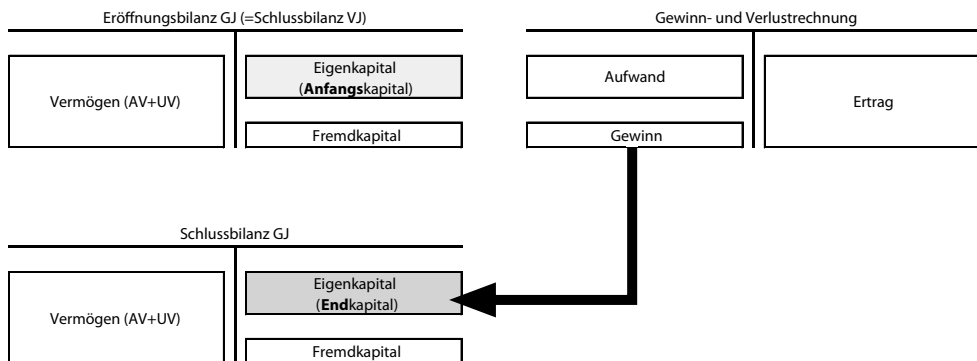 Eröffnungsbilanz GJ (=Schlussbilanz VJ)
Vermögen (AV+UV)
Eigenkapital
(Anfangskapital)
Fremdkapital
Gewinn- und Verlustrechnung
Aufwand
Gewinn
Ertrag
Schlussbilanz GJ
Vermögen (AV+UV)
Eigenkapital
(Endkapital)
Fremdkapital